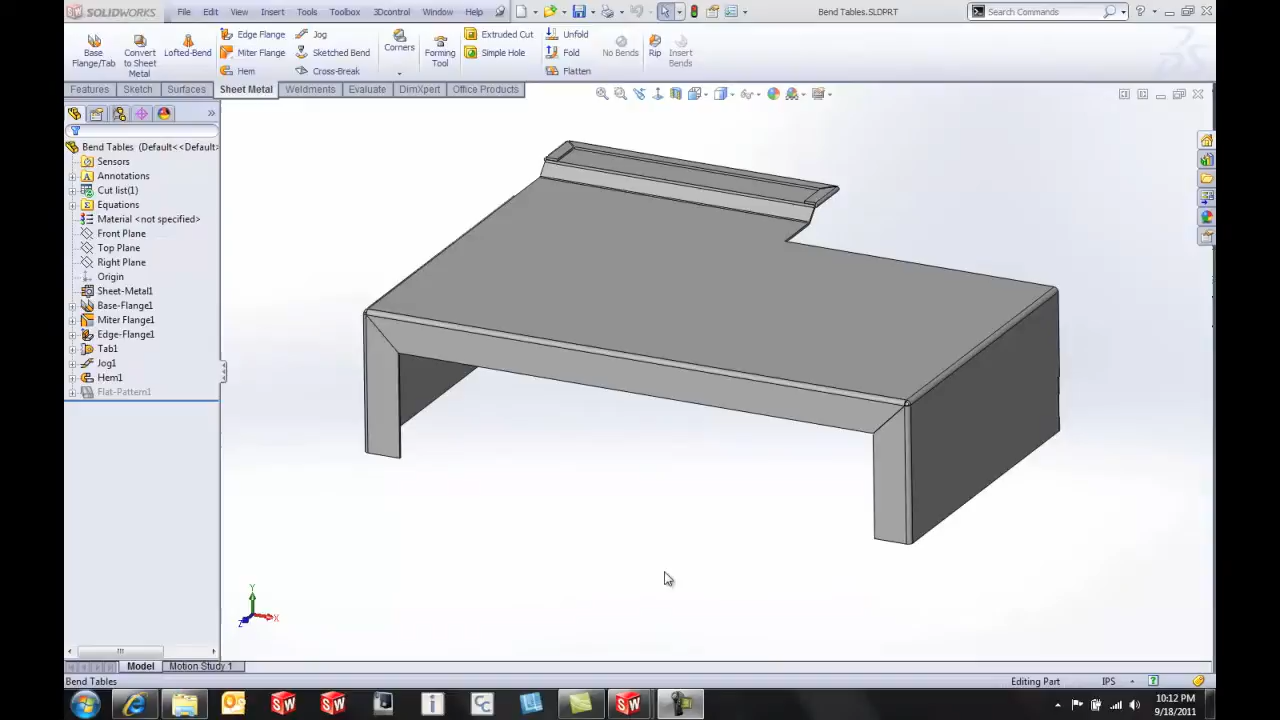 SOLIDWORKS File Edit View Insert Tools Toolbox 3Dcontrol Window Help Bend Tables.SLDPRT Search Commands
Base Flange/Tab
Convert to Sheet Metal
Lofted-Bend
Edge Flange
Miter Flange
Hem
Jog
Sketched Bend
Cross-Break
Corners
Forming Tool
Extruded Cut
Simple Hole
Unfold
Fold
Flatten
No Bends
Rip
Insert Bends
Features Sketch Surfaces Sheet Metal Weldments Evaluate DimXpert Office Products
Bend Tables (Default<<Default>
Sensors
Annotations
Cut list(1)
Equations
Material <not specified>
Front Plane
Top Plane
Right Plane
Origin
Sheet-Metal1
Base-Flange1
Miter Flange1
Edge-Flange1
Tab1
Jog1
Hem1
Flat-Pattern1
Y
X
Z
Model Motion Study 1
Bend Tables Editing Part IPS
SW SW i CC SW
10:12 PM
9/18/2011